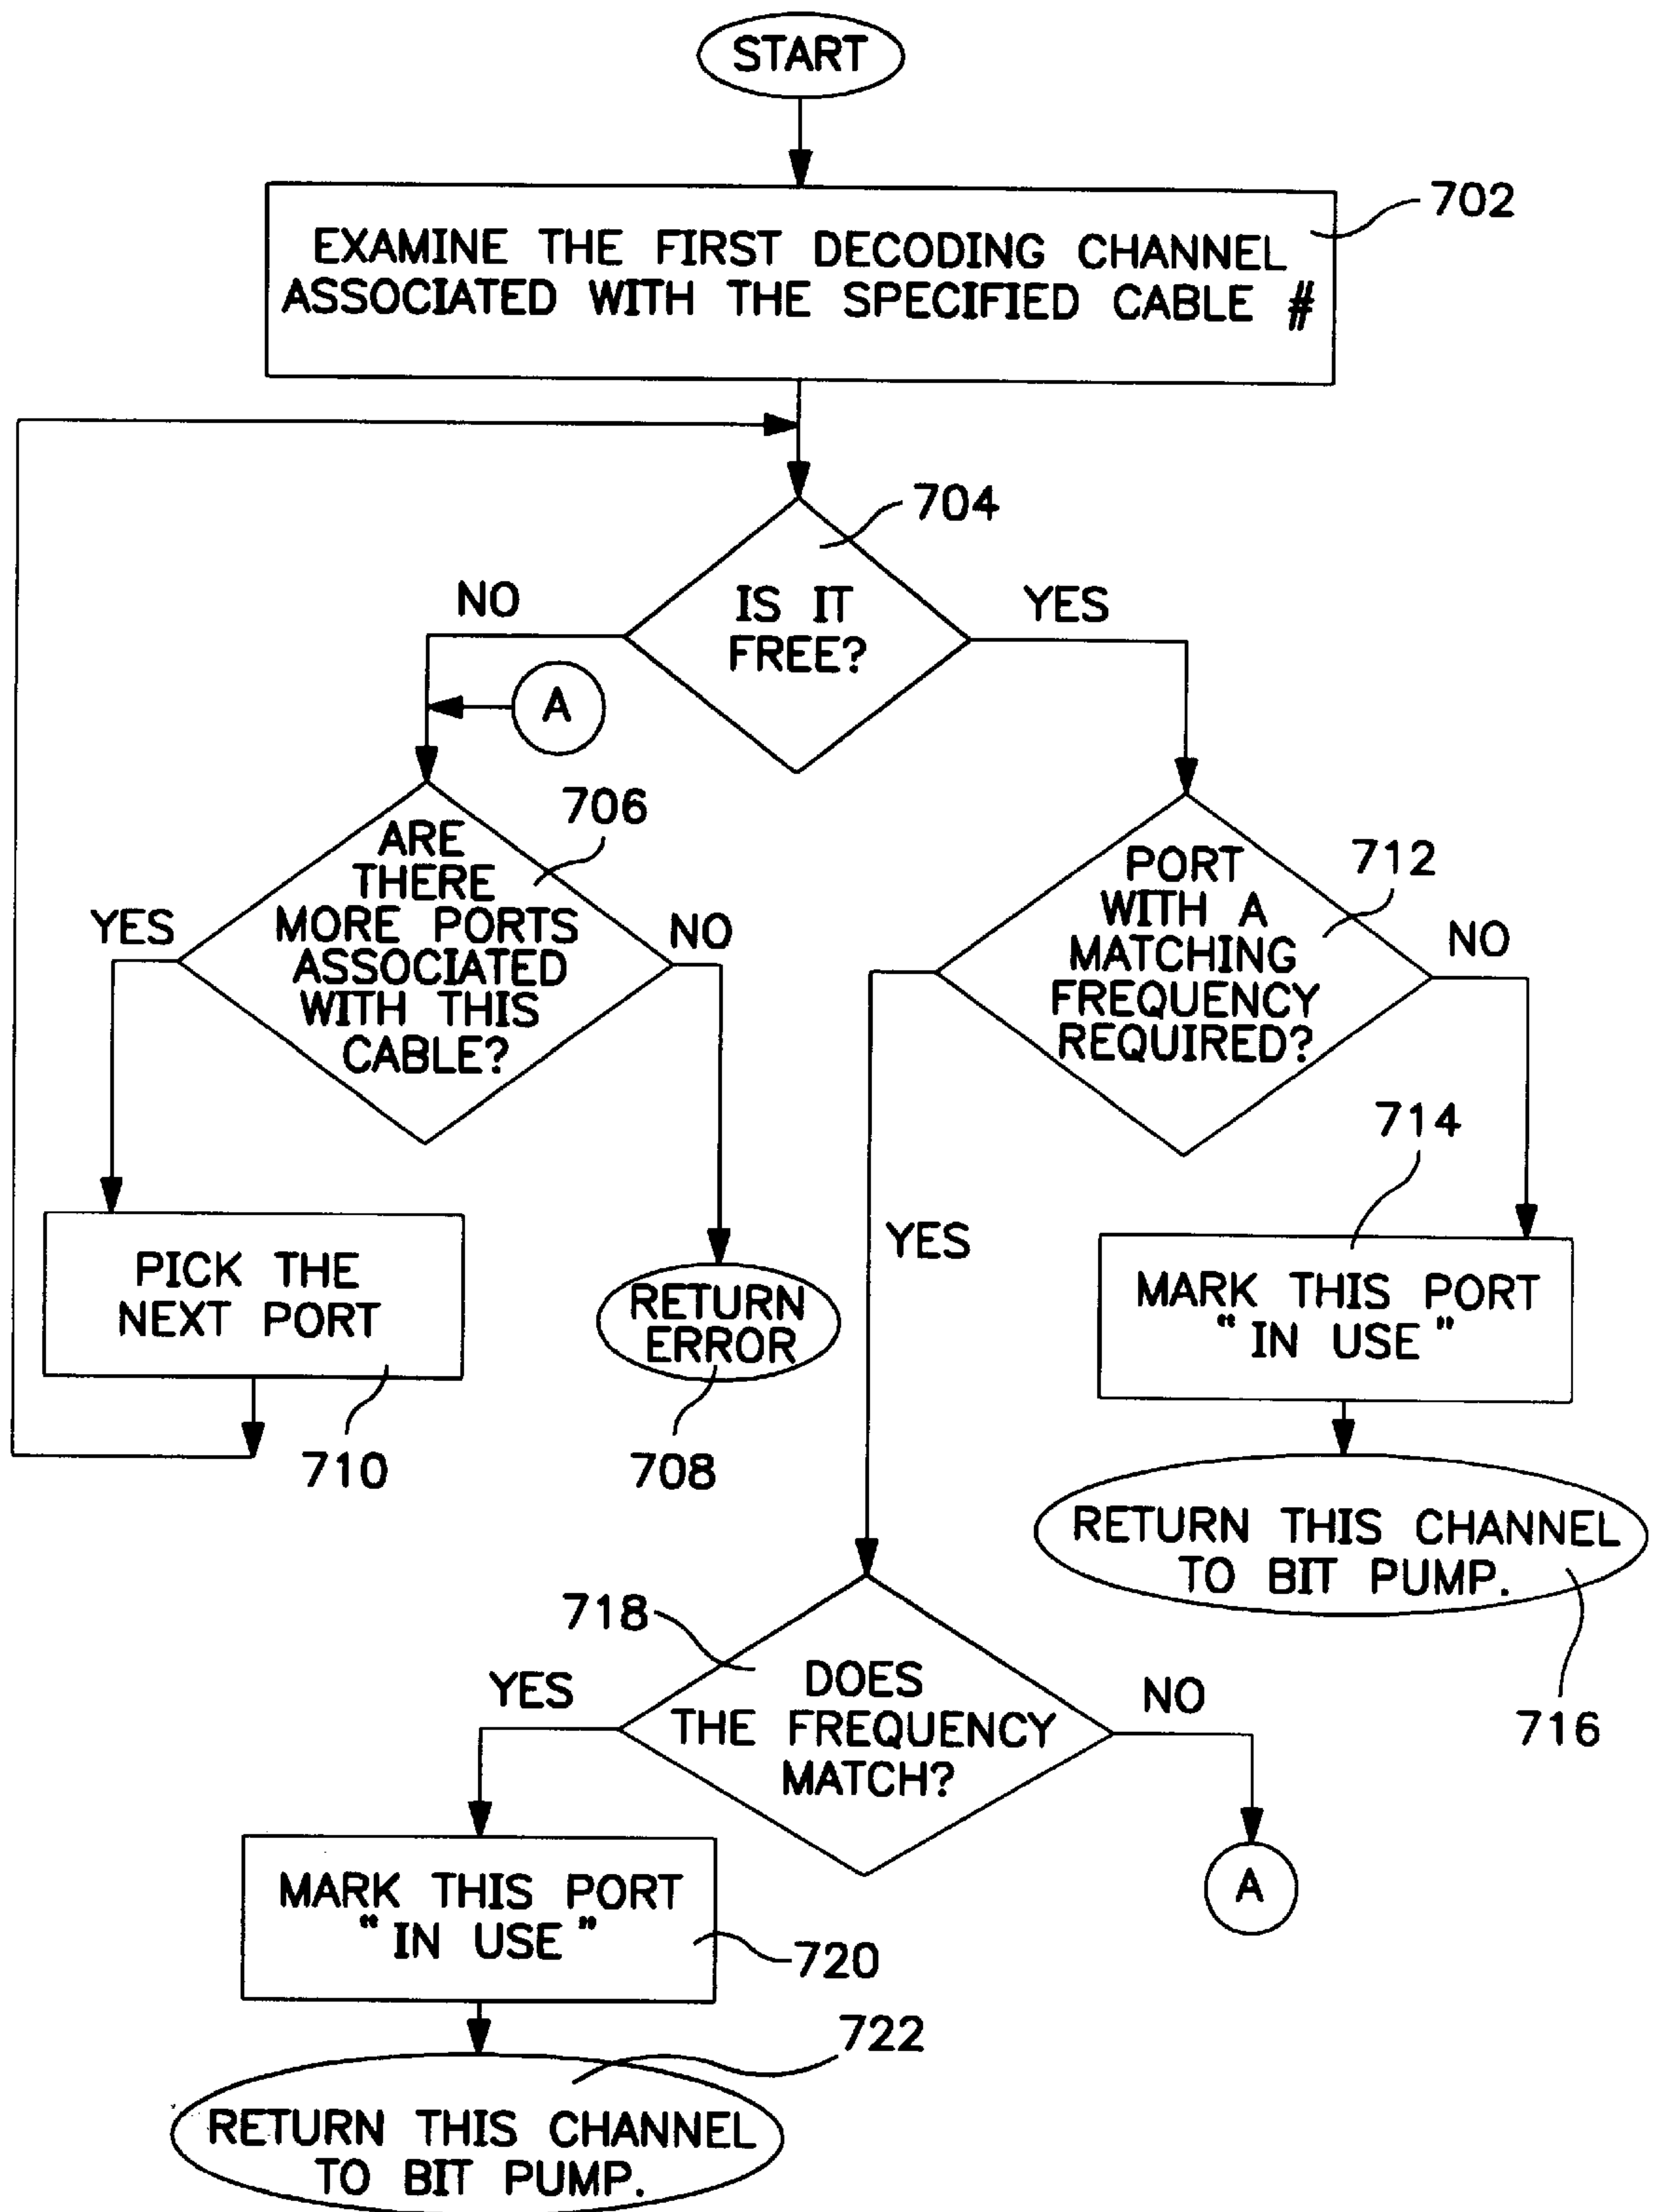 START
702
EXAMINE THE FIRST DECODING CHANNEL
ASSOCIATED WITH THE SPECIFIED CABLE #
704
NO
IS IT
FREE?
YES
A
706
ARE
THERE
MORE PORTS
ASSOCIATED
WITH THIS
CABLE?
YES
NO
712
PORT
WITH A
MATCHING
FREQUENCY
REQUIRED?
NO
714
YES
PICK THE
NEXT PORT
710
RETURN
ERROR
708
MARK THIS PORT
"IN USE"
RETURN THIS CHANNEL
TO BIT PUMP.
716
718
YES
DOES
THE FREQUENCY
MATCH?
NO
A
MARK THIS PORT
"IN USE"
720
722
RETURN THIS CHANNEL
TO BIT PUMP.